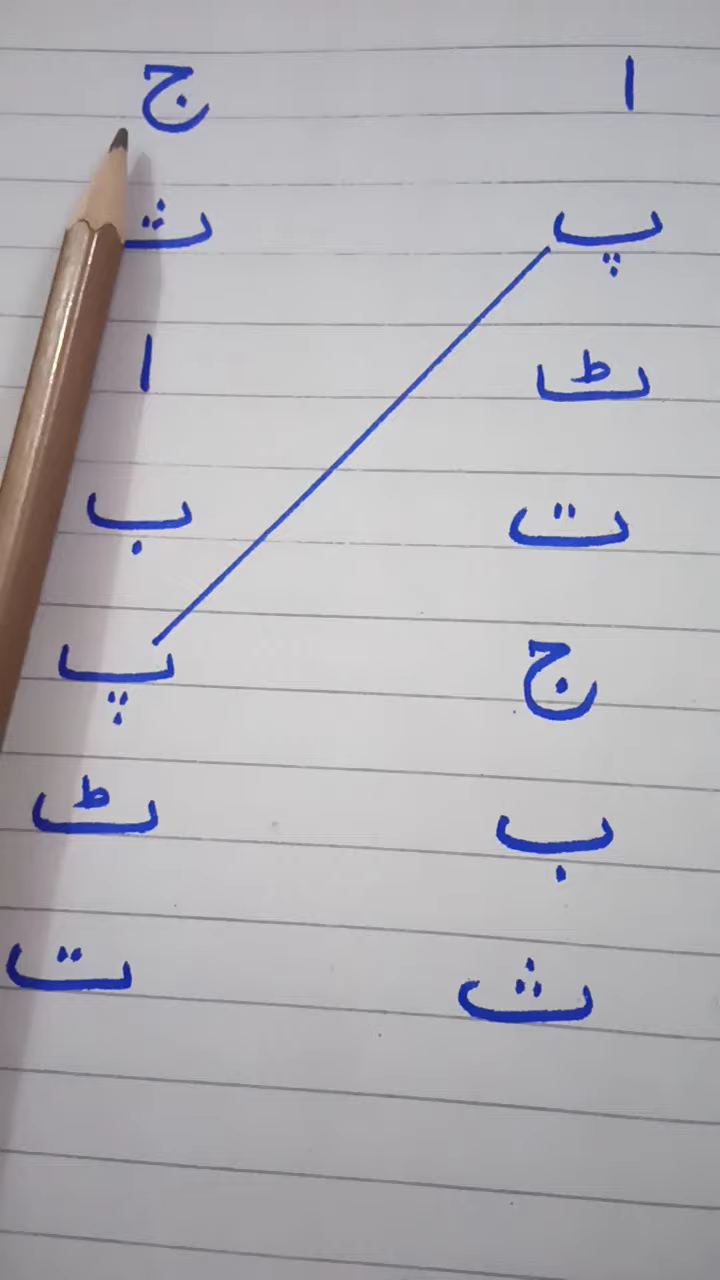 ا ج
پ ث
ٹ ا
ت ب
ج پ
ب ٹ
ث ت